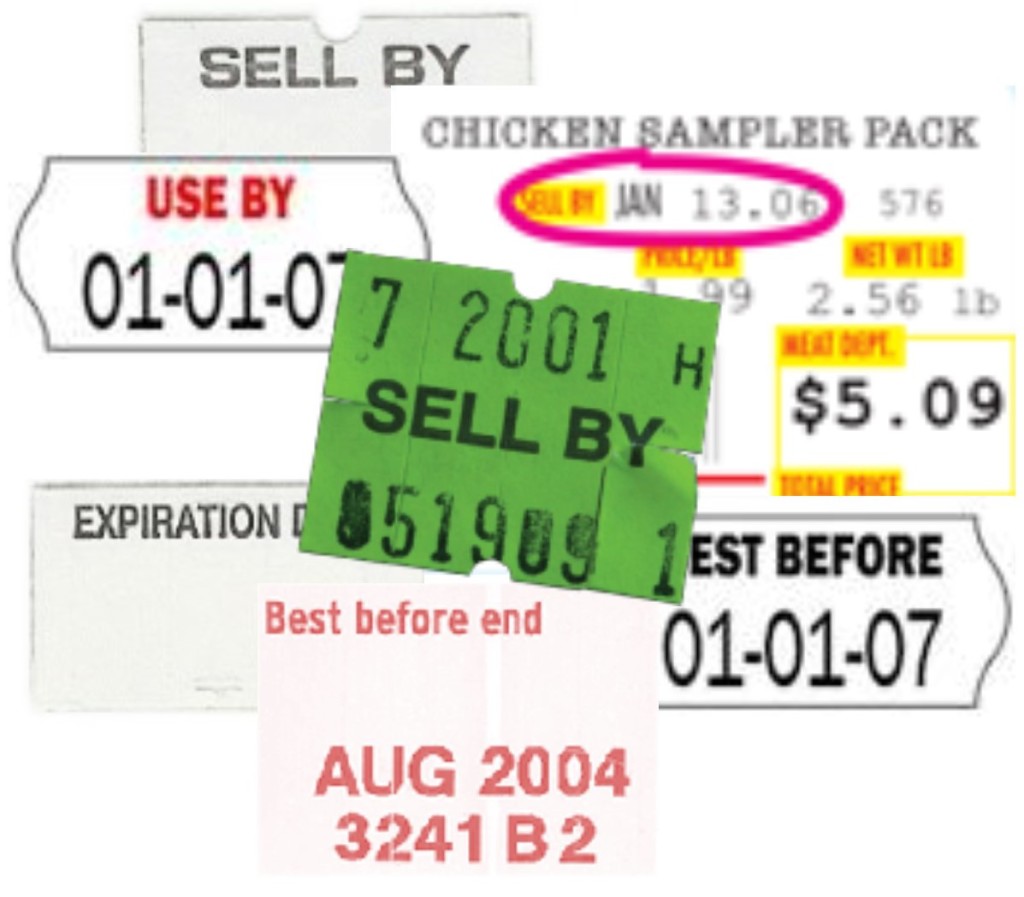 SELL BY
CHICKEN SAMPLER PACK
SELL BY JAN 13.06 576
PRICE/LB NET WT LB
1.99 2.56 lb
MEAT DEPT.
$5.09
TOTAL PRICE
USE BY
01-01-07
7 2001 H
SELL BY
051909 1
EXPIRATION D
EST BEFORE
01-01-07
Best before end
AUG 2004
3241 B2